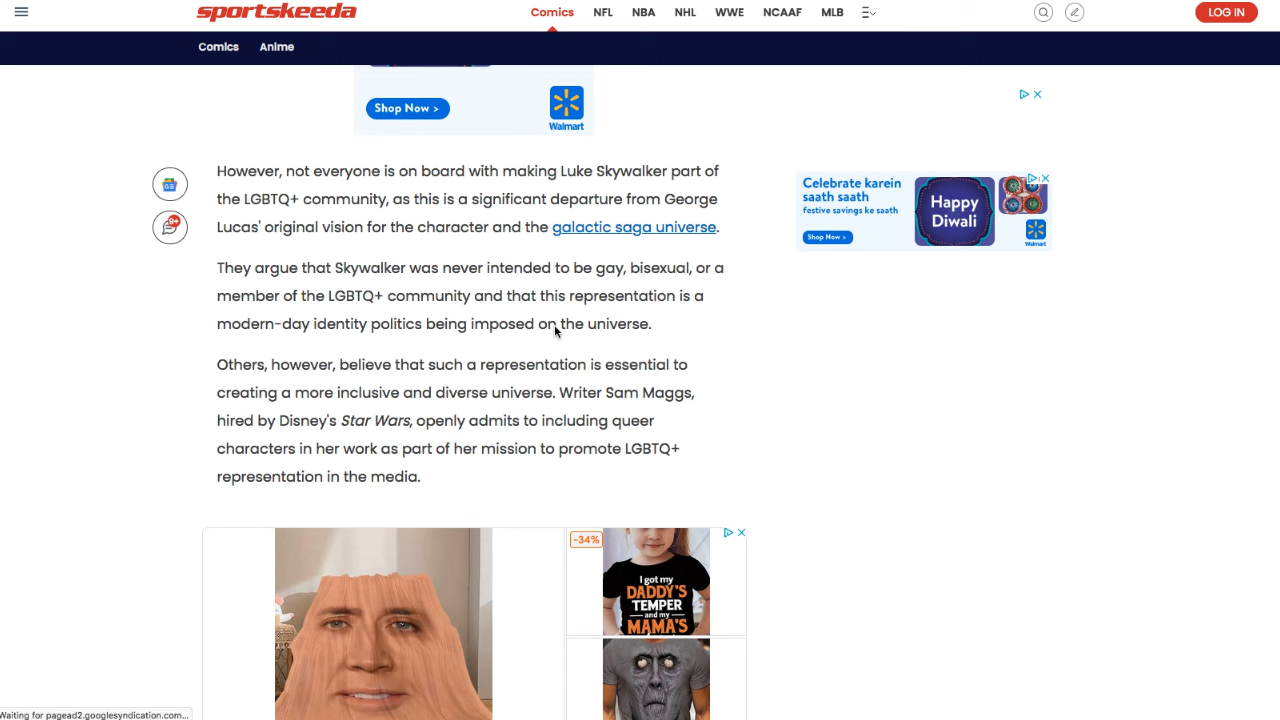 sportskeeda
Comics NFL NBA NHL WWE NCAAF MLB
LOG IN
Comics Anime
Shop Now >
Walmart
However, not everyone is on board with making Luke Skywalker part of
the LGBTQ+ community, as this is a significant departure from George
Lucas' original vision for the character and the galactic saga universe.
They argue that Skywalker was never intended to be gay, bisexual, or a
member of the LGBTQ+ community and that this representation is a
modern-day identity politics being imposed on the universe.
Others, however, believe that such a representation is essential to
creating a more inclusive and diverse universe. Writer Sam Maggs,
hired by Disney's Star Wars, openly admits to including queer
characters in her work as part of her mission to promote LGBTQ+
representation in the media.
9+
GE
Celebrate karein
saath saath
festive savings ke saath
Shop Now >
Happy
Diwali
Walmart
-34%
I got my
DADDY'S
TEMPER
and my
MAMA'S
Waiting for pagead2.googlesyndication.com...